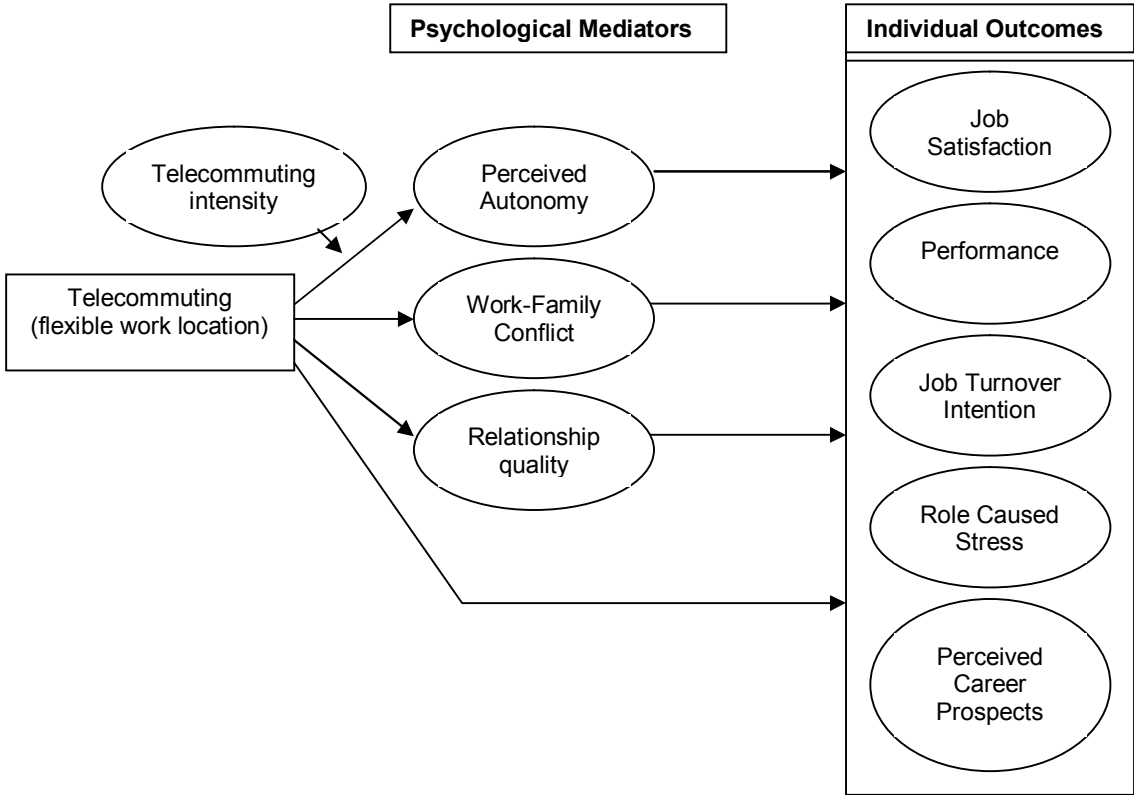 Psychological Mediators
Individual Outcomes
Telecommuting
intensity
Telecommuting
(flexible work location)
Perceived
Autonomy
Work-Family
Conflict
Relationship
quality
Job
Satisfaction
Performance
Job Turnover
Intention
Role Caused
Stress
Perceived
Career
Prospects